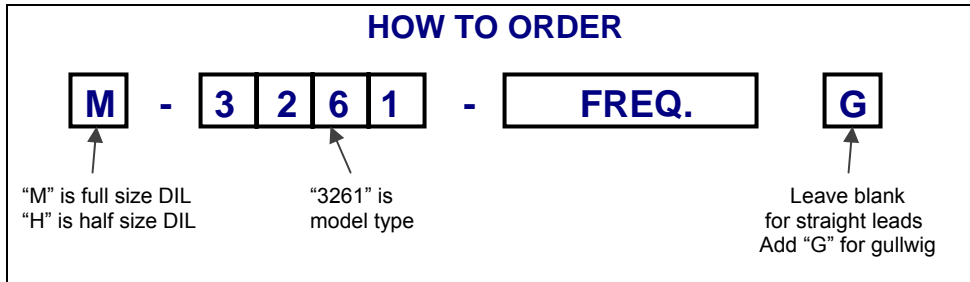 HOW TO ORDER
M - 3 2 6 1 - FREQ. G
“M” is full size DIL
“H” is half size DIL
“3261” is
model type
Leave blank
for straight leads
Add “G” for gullwig